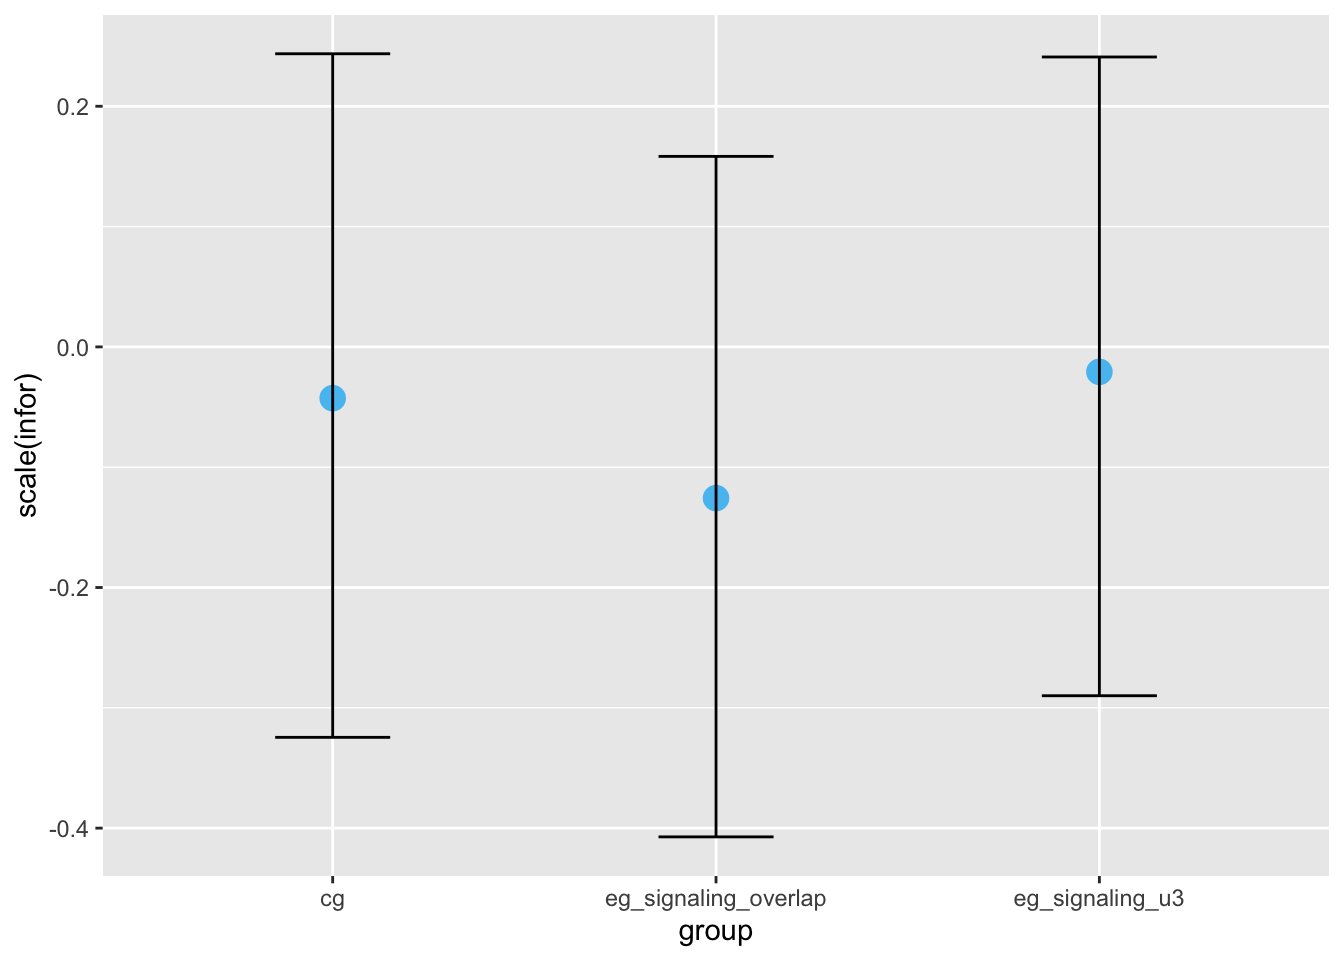 scale(infor)
0.2
0.0
-0.2
-0.4
cg
eg_signaling_overlap
eg_signaling_u3
group